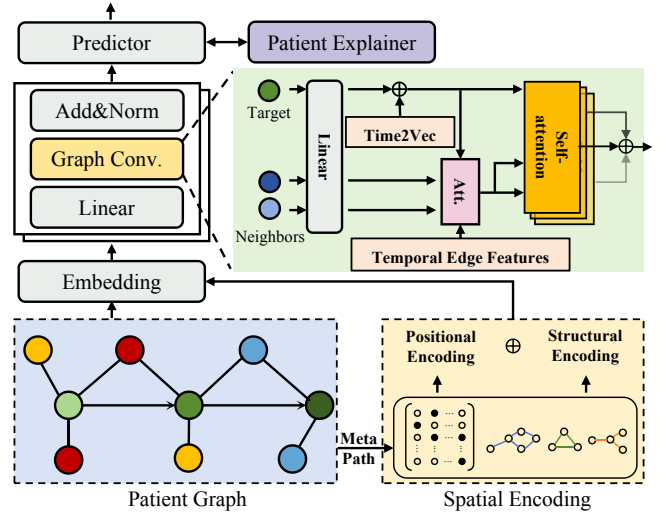 Predictor
Patient Explainer
Add&Norm
Graph Conv.
Linear
Embedding
Target
Neighbors
Linear
Time2Vec
Att.
Self-
attention
Temporal Edge Features
Positional
Encoding
Structural
Encoding
Meta
Path
Patient Graph
Spatial Encoding